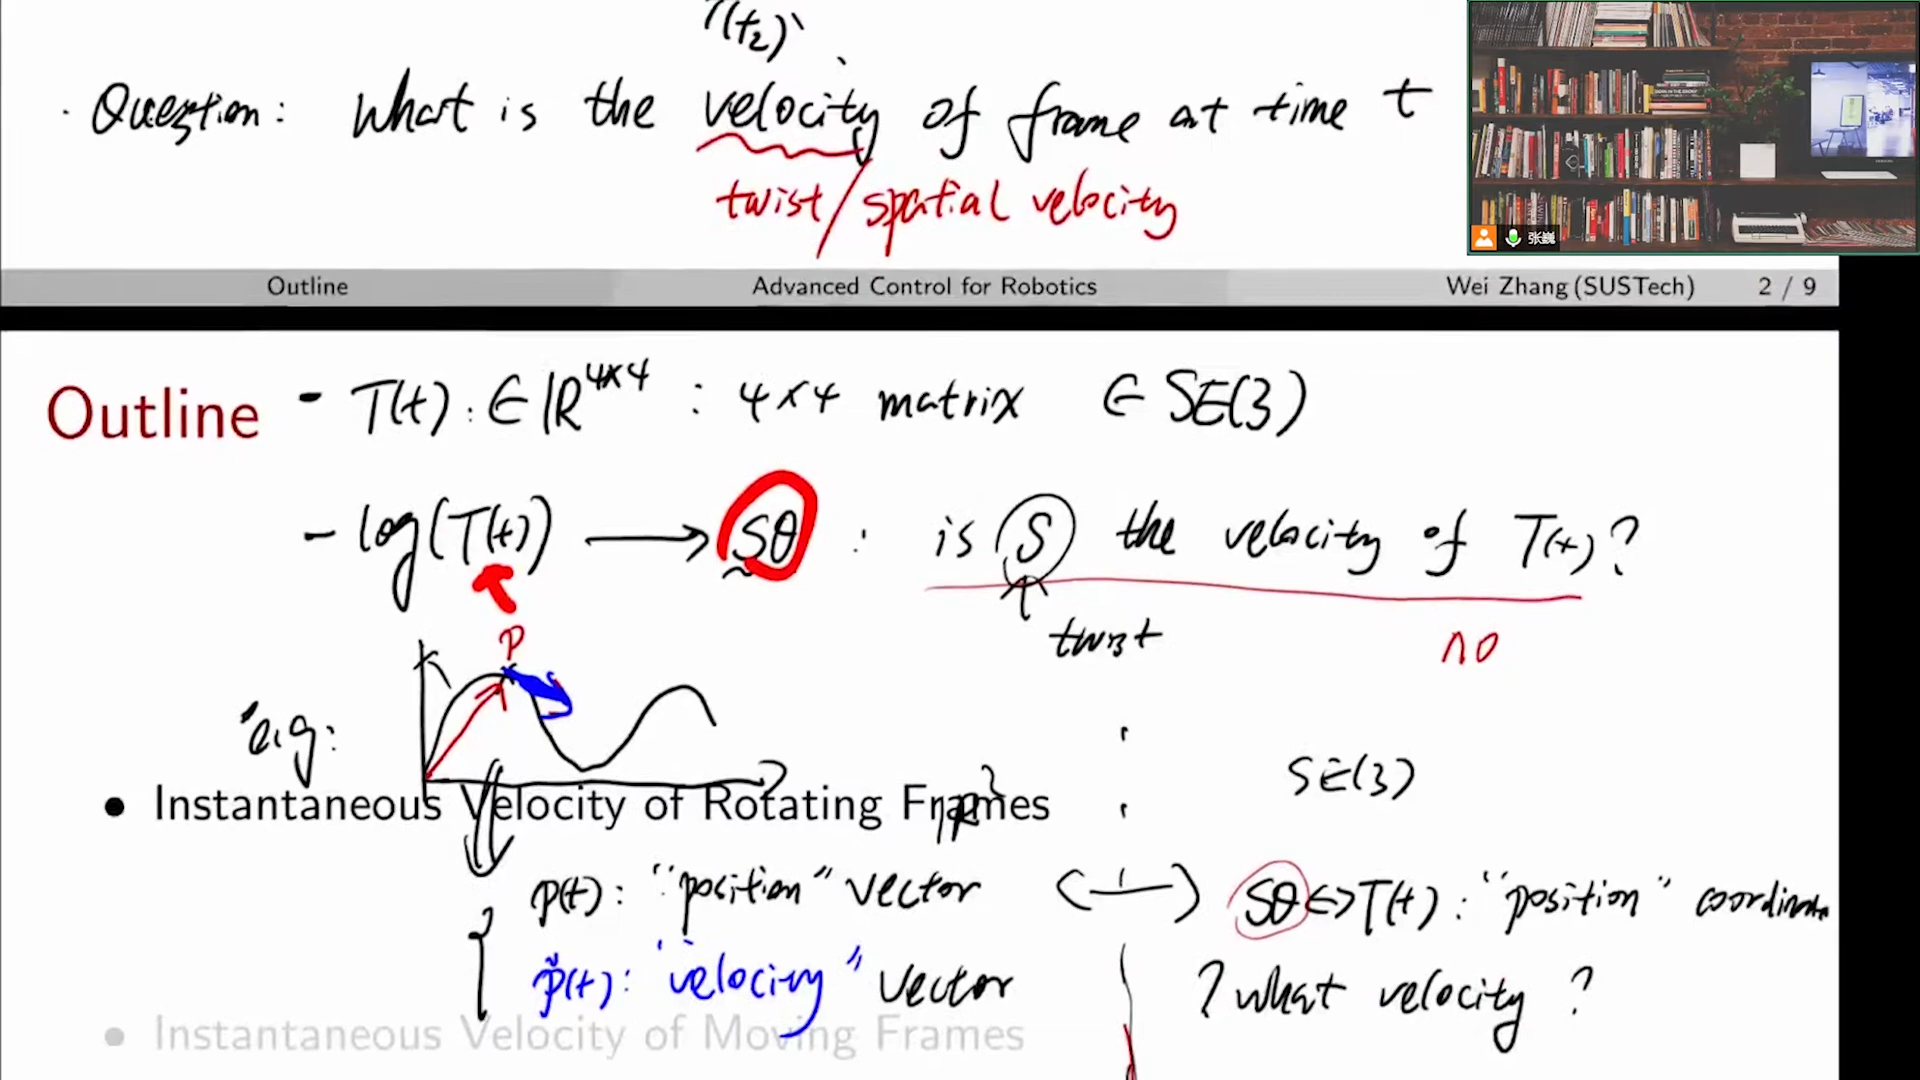 T(t₂)
· Question: What is the velocity of frame at time t
twist / spatial velocity
张巍
Outline Advanced Control for Robotics Wei Zhang (SUSTech) 2 / 9
Outline - T(t) : ∈ ℝ⁴ˣ⁴ : 4×4 matrix ∈ SE(3)
- log(T(t)) ⟶ Sθ : is S the velocity of T(t)?
twist no
P
e.g:
SE(3)
● Instantaneous Velocity of Rotating Frames
p(t): "position" vector ⟷ Sθ ↔ T(t): "position" coordinate
ṗ(t): "velocity" vector ? what velocity ?
● Instantaneous Velocity of Moving Frames